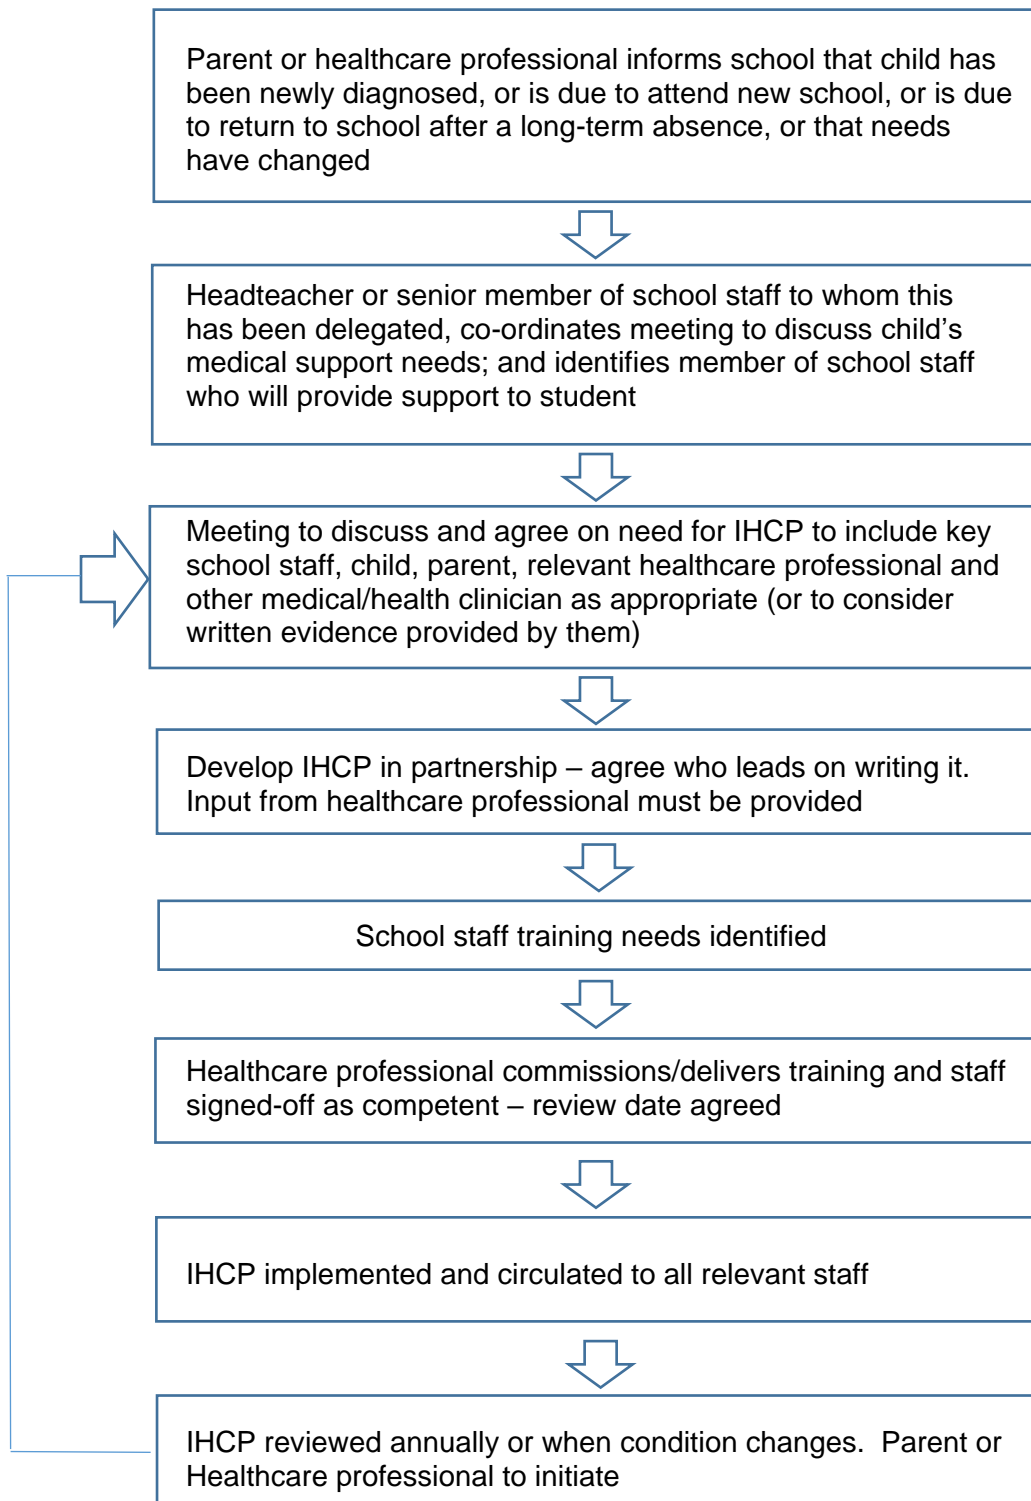 Parent or healthcare professional informs school that child has
been newly diagnosed, or is due to attend new school, or is due
to return to school after a long-term absence, or that needs
have changed
Headteacher or senior member of school staff to whom this
has been delegated, co-ordinates meeting to discuss child’s
medical support needs; and identifies member of school staff
who will provide support to student
Meeting to discuss and agree on need for IHCP to include key
school staff, child, parent, relevant healthcare professional and
other medical/health clinician as appropriate (or to consider
written evidence provided by them)
Develop IHCP in partnership – agree who leads on writing it.
Input from healthcare professional must be provided
School staff training needs identified
Healthcare professional commissions/delivers training and staff
signed-off as competent – review date agreed
IHCP implemented and circulated to all relevant staff
IHCP reviewed annually or when condition changes.  Parent or
Healthcare professional to initiate